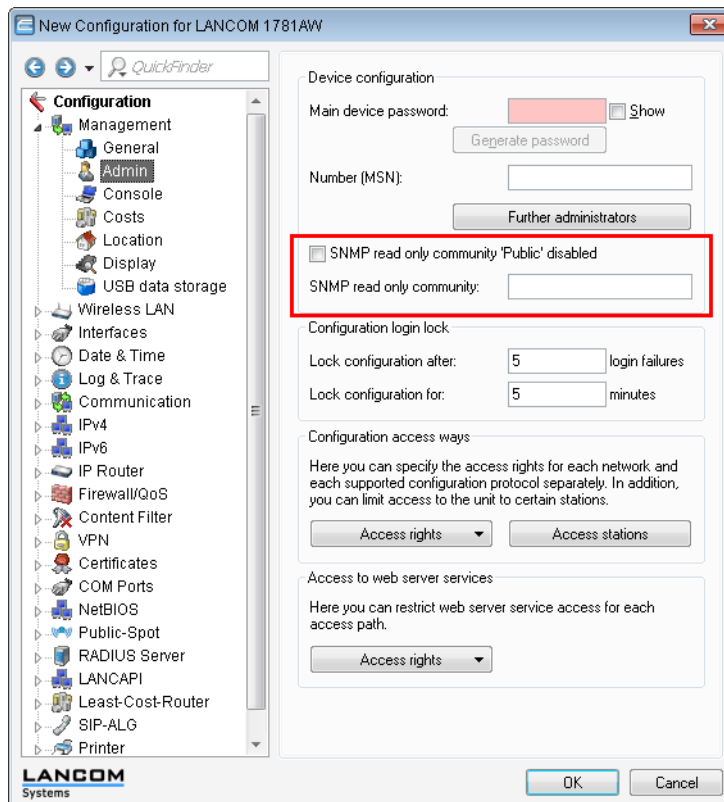 New Configuration for LANCOM 1781AW
QuickFinder
Configuration
Management
General
Admin
Console
Costs
Location
Display
USB data storage
Wireless LAN
Interfaces
Date & Time
Log & Trace
Communication
IPv4
IPv6
IP Router
Firewall/QoS
Content Filter
VPN
Certificates
COM Ports
NetBIOS
Public-Spot
RADIUS Server
LANCAPI
Least-Cost-Router
SIP-ALG
Printer
LANCOM
Systems
Device configuration
Main device password:
Show
Generate password
Number (MSN):
Further administrators
SNMP read only community 'Public' disabled
SNMP read only community:
Configuration login lock
Lock configuration after: 5 login failures
Lock configuration for: 5 minutes
Configuration access ways
Here you can specify the access rights for each network and
each supported configuration protocol separately. In addition,
you can limit access to the unit to certain stations.
Access rights
Access stations
Access to web server services
Here you can restrict web server service access for each
access path.
Access rights
OK
Cancel